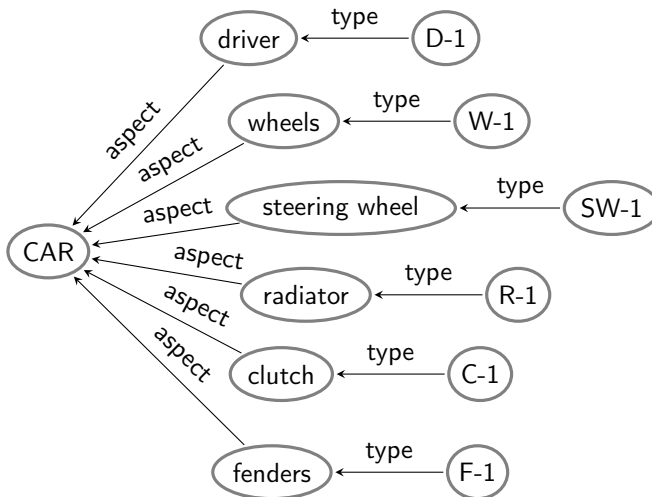 driver
type
D-1
aspect
wheels
type
W-1
aspect
steering wheel
type
SW-1
aspect
CAR
radiator
type
R-1
aspect
clutch
type
C-1
aspect
fenders
type
F-1
aspect